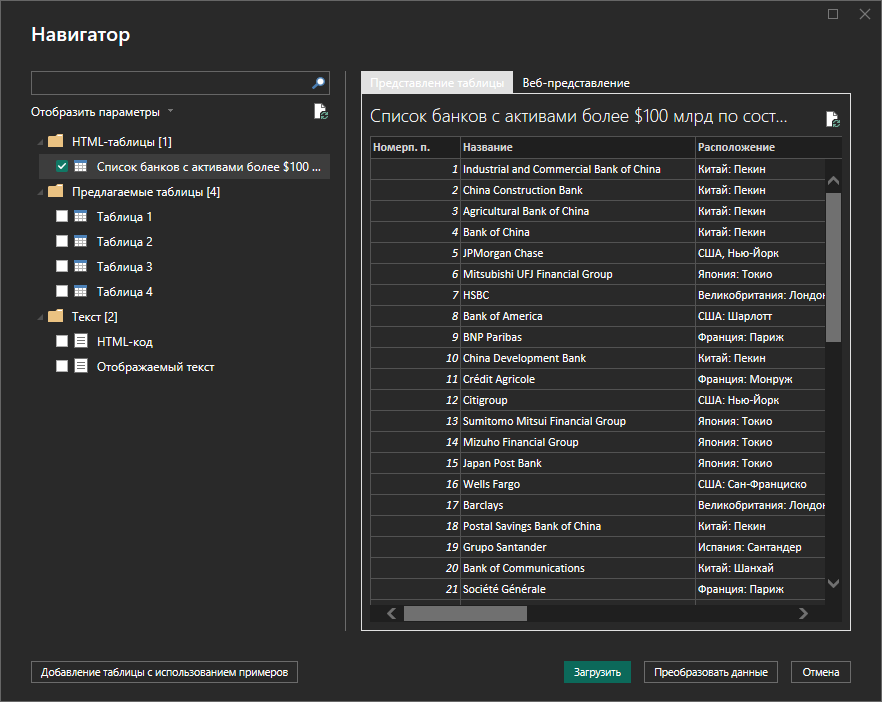 Навигатор
Отобразить параметры
HTML-таблицы [1]
Список банков с активами более $100 ...
Предлагаемые таблицы [4]
Таблица 1
Таблица 2
Таблица 3
Таблица 4
Текст [2]
HTML-код
Отображаемый текст
Представление таблицы Веб-представление
Список банков с активами более $100 млрд по сост...
Номерп. п. Название Расположение
1 Industrial and Commercial Bank of China Китай: Пекин
2 China Construction Bank Китай: Пекин
3 Agricultural Bank of China Китай: Пекин
4 Bank of China Китай: Пекин
5 JPMorgan Chase США, Нью-Йорк
6 Mitsubishi UFJ Financial Group Япония: Токио
7 HSBC Великобритания: Лондон
8 Bank of America США: Шарлотт
9 BNP Paribas Франция: Париж
10 China Development Bank Китай: Пекин
11 Crédit Agricole Франция: Монруж
12 Citigroup США: Нью-Йорк
13 Sumitomo Mitsui Financial Group Япония: Токио
14 Mizuho Financial Group Япония: Токио
15 Japan Post Bank Япония: Токио
16 Wells Fargo США: Сан-Франциско
17 Barclays Великобритания: Лондон
18 Postal Savings Bank of China Китай: Пекин
19 Grupo Santander Испания: Сантандер
20 Bank of Communications Китай: Шанхай
21 Société Générale Франция: Париж
Добавление таблицы с использованием примеров Загрузить Преобразовать данные Отмена